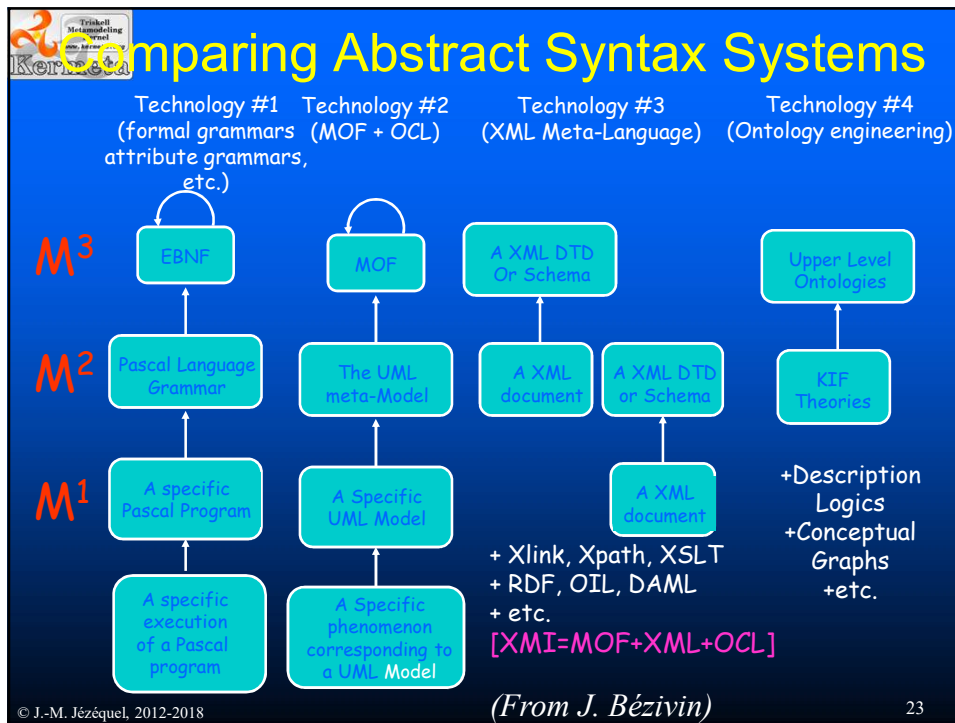 Triskell
Metamodeling
Kernel
Kermeta
Comparing Abstract Syntax Systems
Technology #1
(formal grammars
attribute grammars,
etc.)
Technology #2
(MOF + OCL)
Technology #3
(XML Meta-Language)
Technology #4
(Ontology engineering)
M3
EBNF
MOF
A XML DTD
Or Schema
Upper Level
Ontologies
M2
Pascal Language
Grammar
The UML
meta-Model
A XML
document
A XML DTD
or Schema
KIF
Theories
M1
A specific
Pascal Program
A Specific
UML Model
A XML
document
+Description
Logics
+Conceptual
Graphs
+etc.
A specific
execution
of a Pascal
program
A Specific
phenomenon
corresponding to
a UML Model
+ Xlink, Xpath, XSLT
+ RDF, OIL, DAML
+ etc.
[XMI=MOF+XML+OCL]
(From J. Bézivin)
© J.-M. Jézéquel, 2012-2018
23